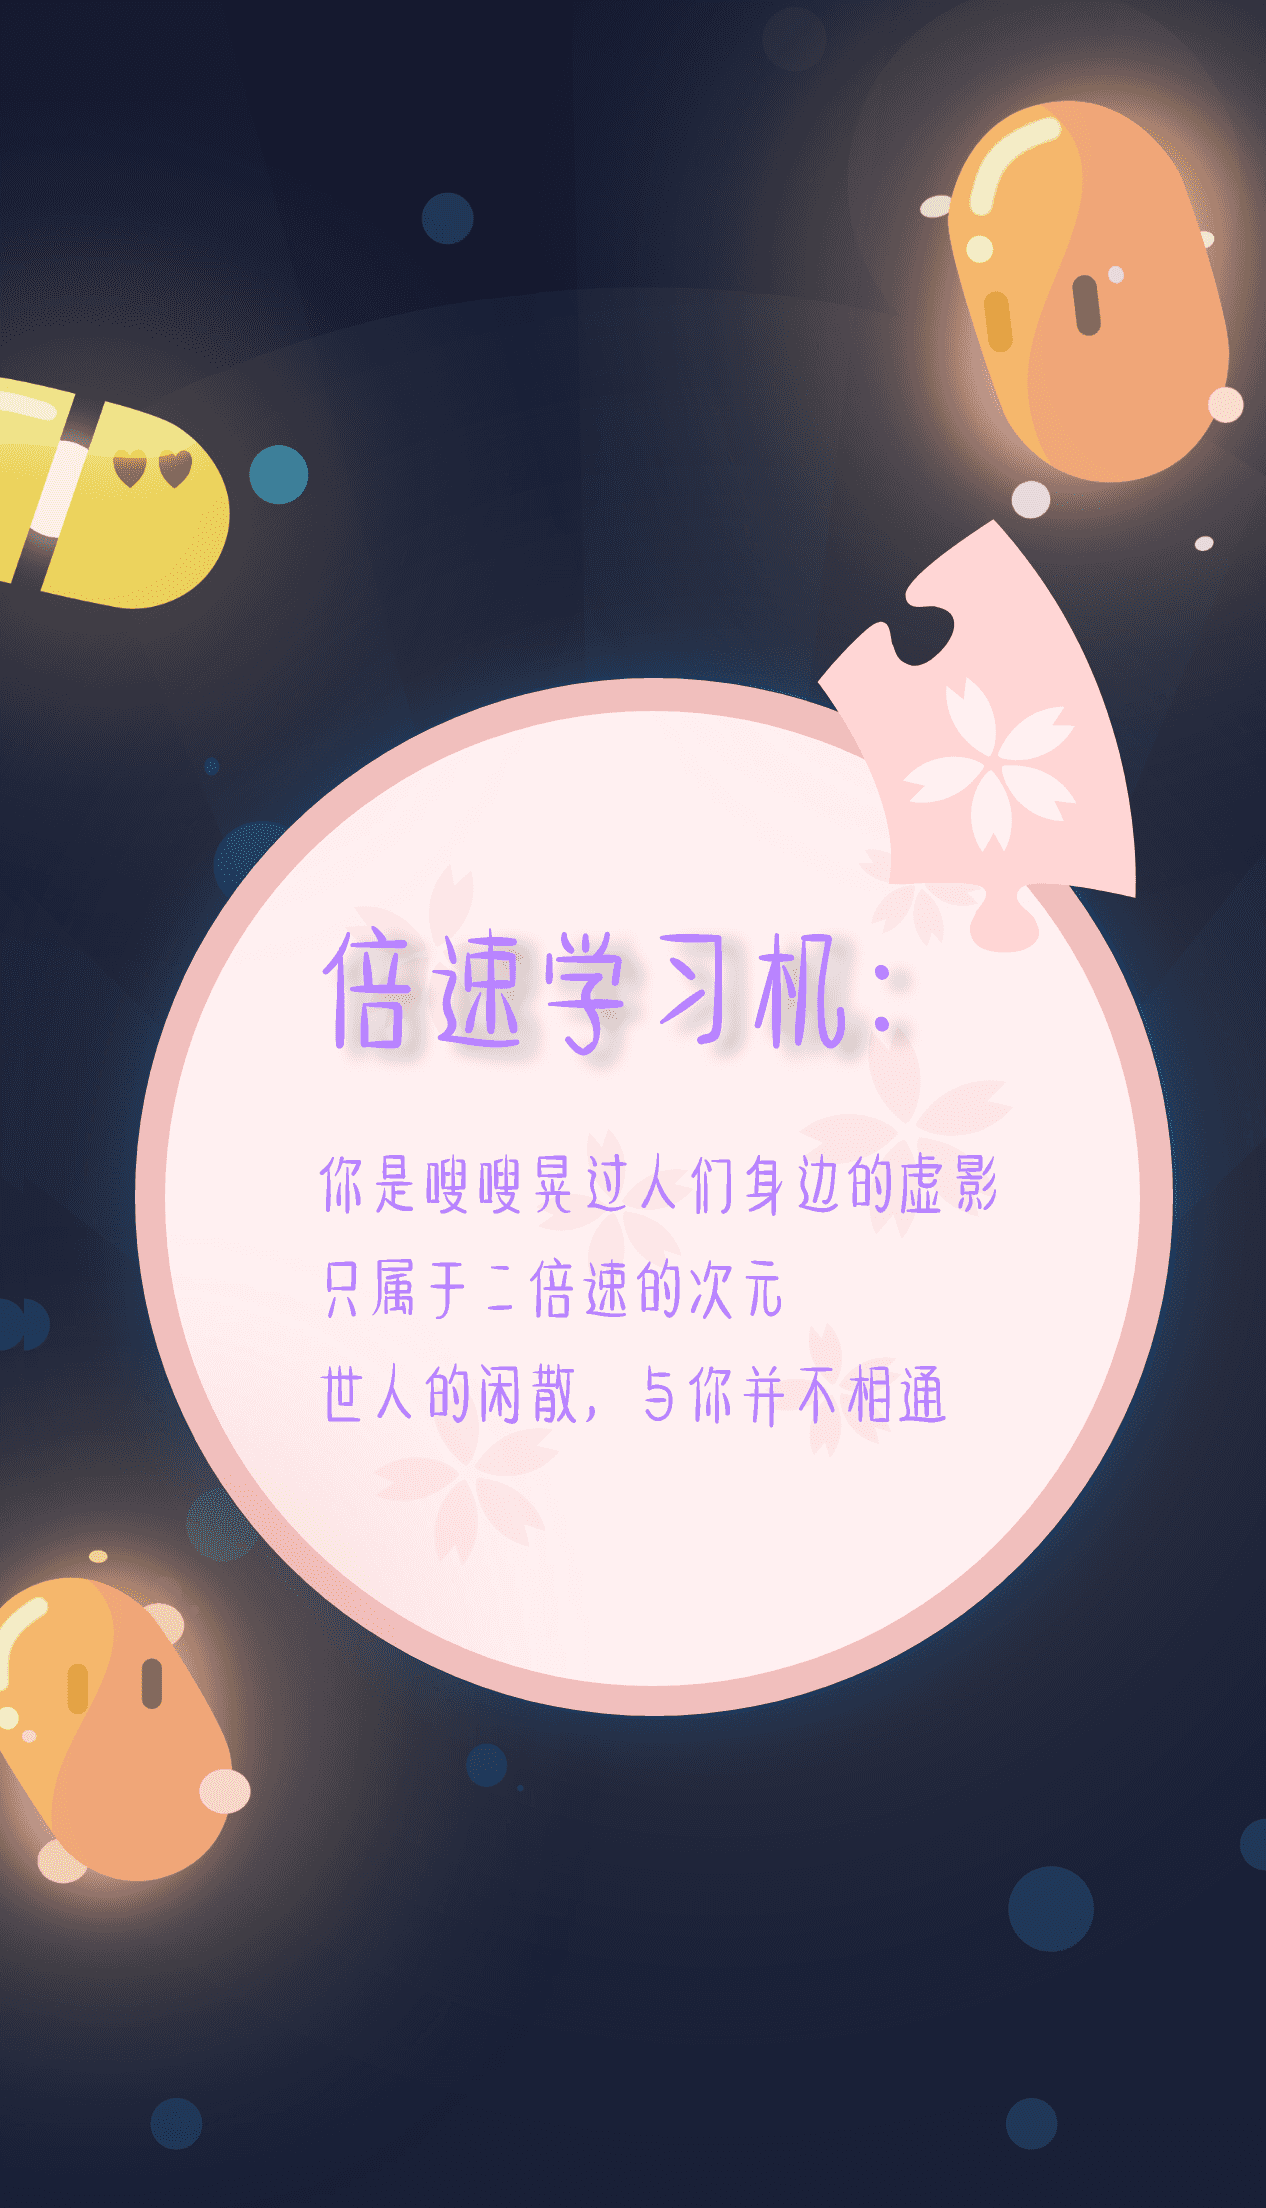 倍速学习机：
你是嗖嗖晃过人们身边的虚影
只属于二倍速的次元
世人的闲散，与你并不相通